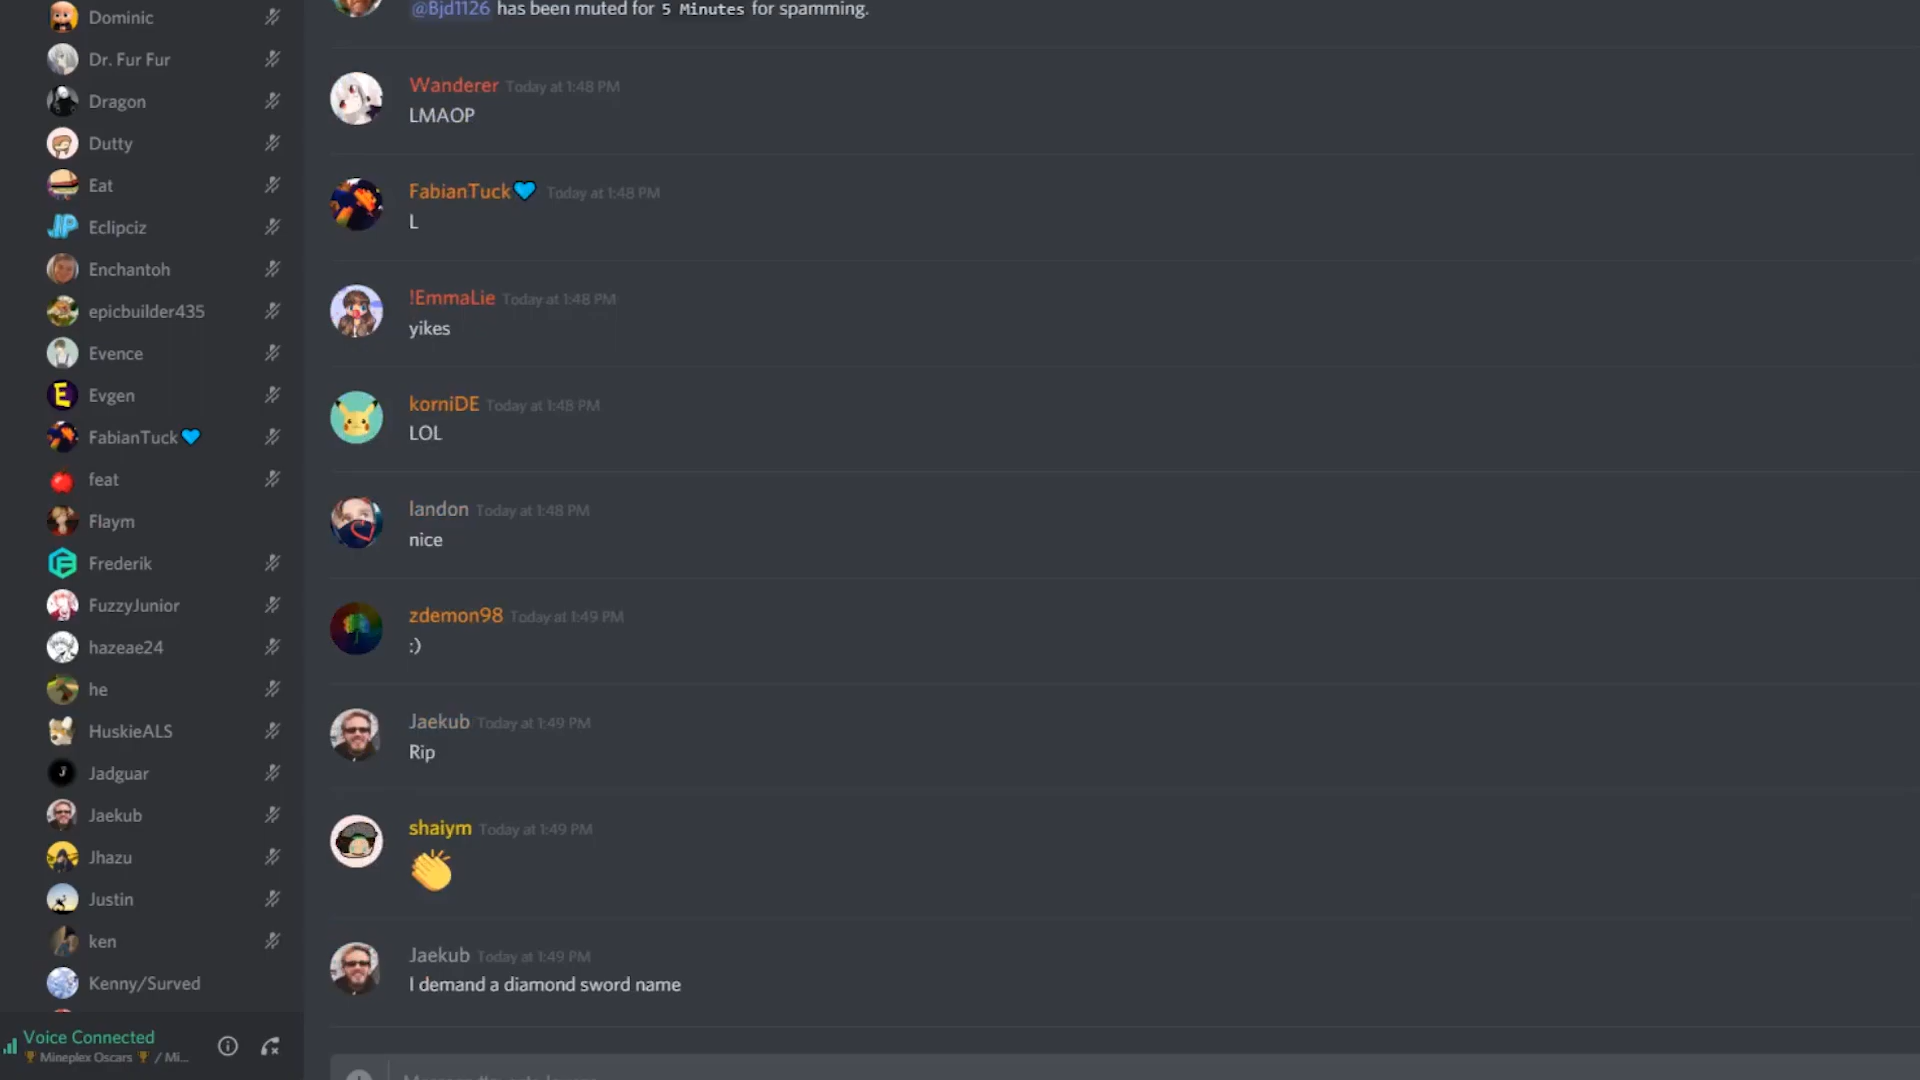 Dominic
Dr. Fur Fur
Dragon
Dutty
Eat
Eclipciz
Enchantoh
epicbuilder435
Evence
Evgen
FabianTuck💙
feat
Flaym
Frederik
FuzzyJunior
hazeae24
he
HuskieALS
Jadguar
Jaekub
Jhazu
Justin
ken
Kenny/Surved
Voice Connected
🏆 Mineplex Oscars 🏆 / Mi...
@Bjd1126 has been muted for 5 Minutes for spamming.
Wanderer Today at 1:48 PM
LMAOP
FabianTuck💙 Today at 1:48 PM
L
!EmmaLie Today at 1:48 PM
yikes
korniDE Today at 1:48 PM
LOL
landon Today at 1:48 PM
nice
zdemon98 Today at 1:49 PM
:)
Jaekub Today at 1:49 PM
Rip
shaiym Today at 1:49 PM
👏
Jaekub Today at 1:49 PM
I demand a diamond sword name